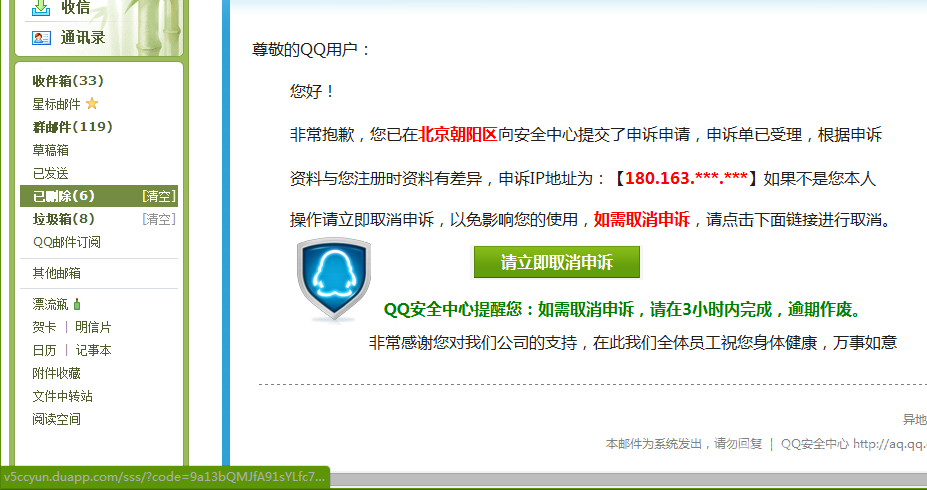 收信
通讯录
收件箱(33)
星标邮件
群邮件(119)
草稿箱
已发送
已删除(6) [清空]
垃圾箱(8) [清空]
QQ邮件订阅
其他邮箱
漂流瓶
贺卡 | 明信片
日历 | 记事本
附件收藏
文件中转站
阅读空间
尊敬的QQ用户：
您好！
非常抱歉，您已在北京朝阳区向安全中心提交了申诉申请，申诉单已受理，根据申诉
资料与您注册时资料有差异，申诉IP地址为：【180.163.***.***】如果不是您本人
操作请立即取消申诉，以免影响您的使用，如需取消申诉，请点击下面链接进行取消。
请立即取消申诉
QQ安全中心提醒您：如需取消申诉，请在3小时内完成，逾期作废。
非常感谢您对我们公司的支持，在此我们全体员工祝您身体健康，万事如意
异地
本邮件为系统发出，请勿回复 | QQ安全中心 http://aq.qq.
v5ccyun.duapp.com/sss/?code=9a13bQMJfA91sYLfc7...